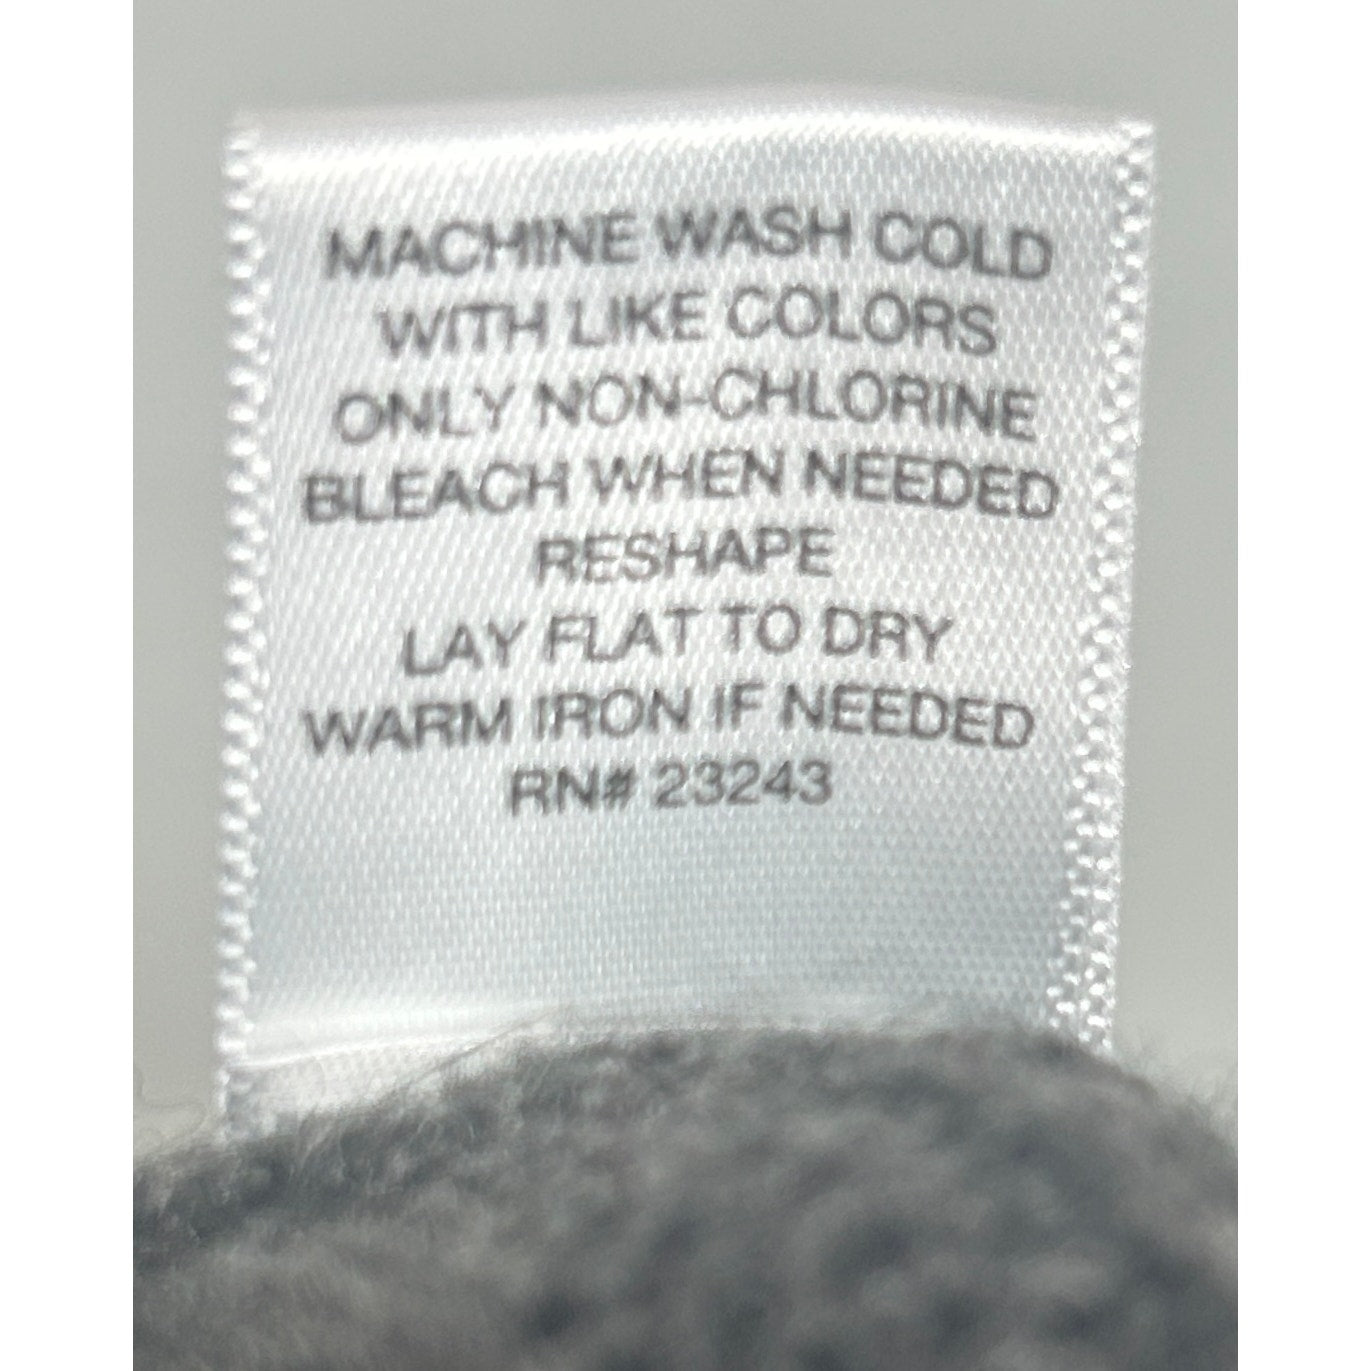 MACHINE WASH COLD
WITH LIKE COLORS
ONLY NON-CHLORINE
BLEACH WHEN NEEDED
RESHAPE
LAY FLAT TO DRY
WARM IRON IF NEEDED
RN# 23243